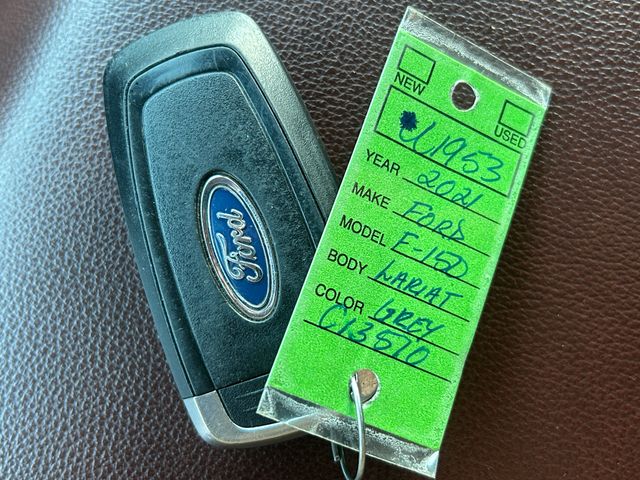 Ford
NEW
USED
U1953
YEAR 2021
MAKE FORD
MODEL F-150
BODY LARIAT
COLOR GREY
C13570